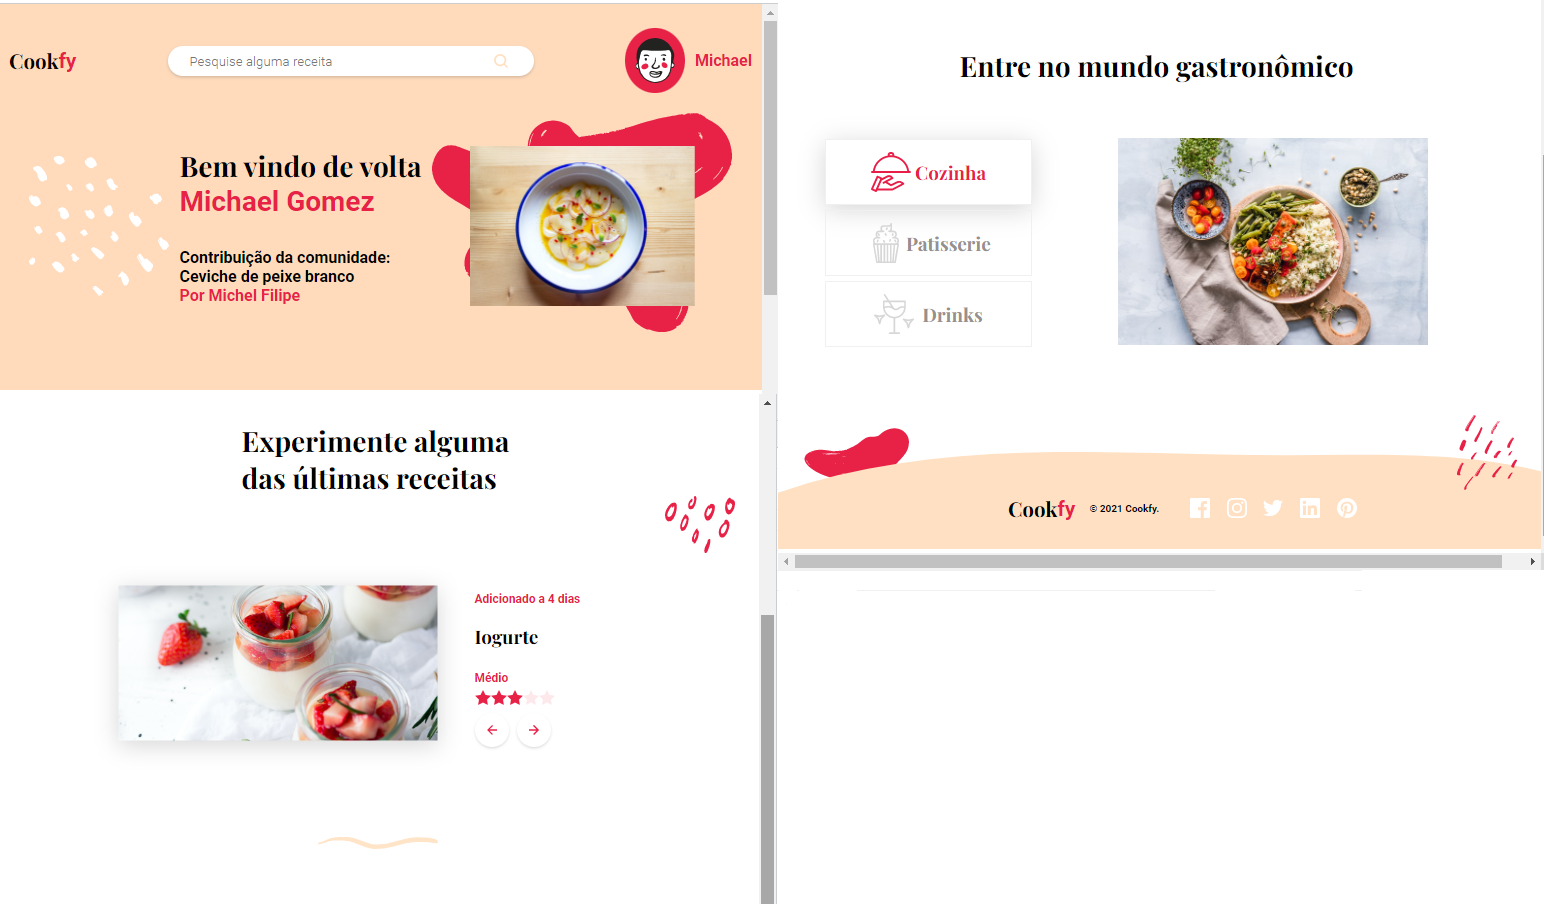 Cookfy
Pesquise alguma receita
Michael
Bem vindo de volta
Michael Gomez
Contribuição da comunidade:
Ceviche de peixe branco
Por Michel Filipe
Experimente alguma
das últimas receitas
Adicionado a 4 dias
Iogurte
Médio
Entre no mundo gastronômico
Cozinha
Patisserie
Drinks
Cookfy © 2021 Cookfy.